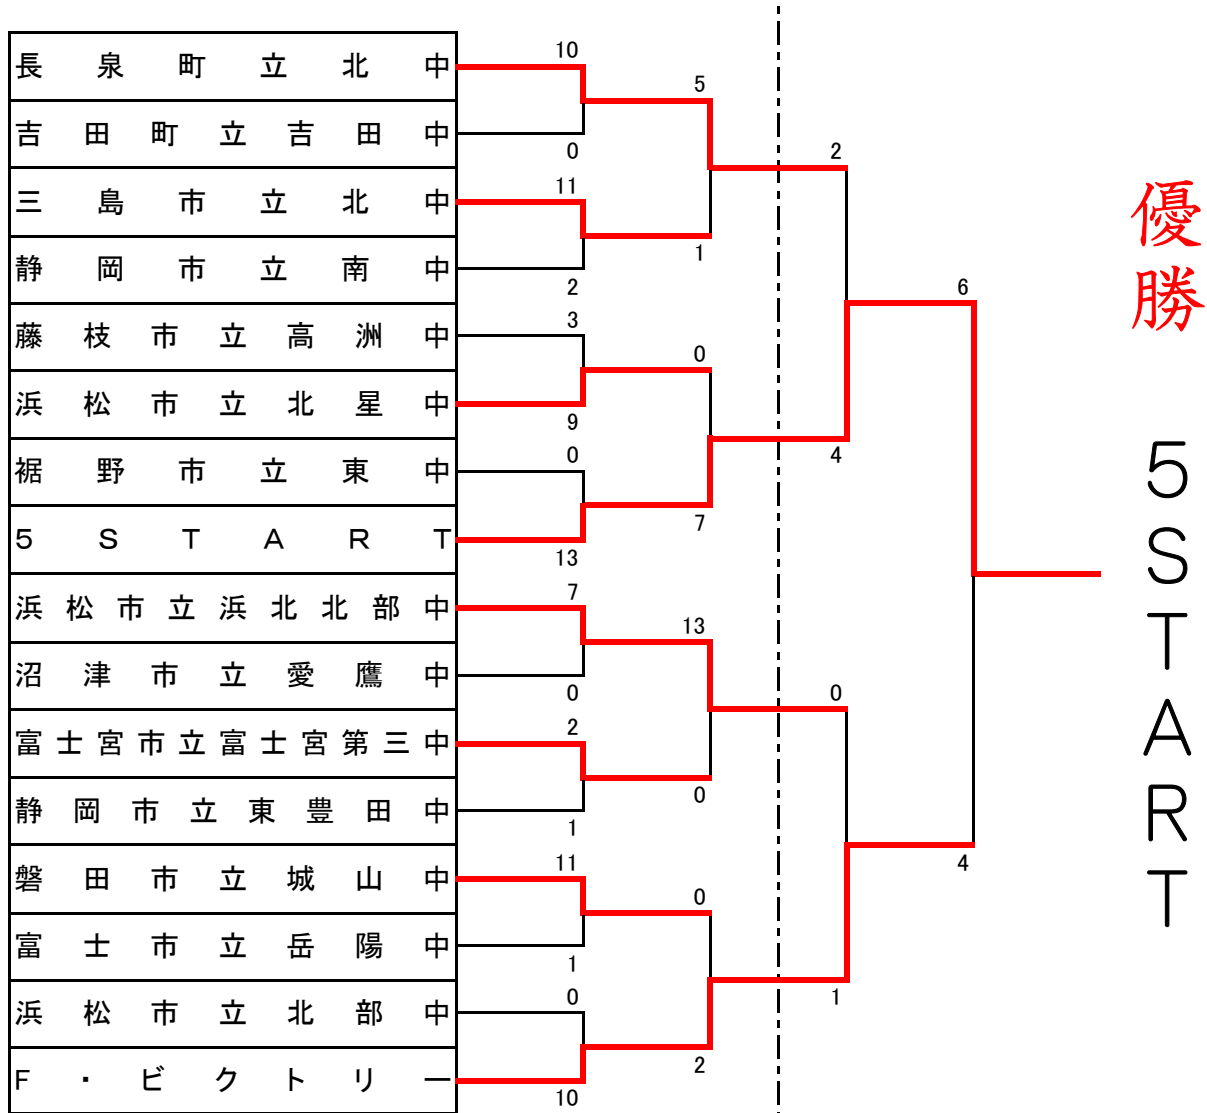 長泉町立北中
吉田町立吉田中
三島市立北中
静岡市立南中
藤枝市立高洲中
浜松市立北星中
裾野市立東中
5START
浜松市立浜北北部中
沼津市立愛鷹中
富士宮市立富士宮第三中
静岡市立東豊田中
磐田市立城山中
富士市立岳陽中
浜松市立北部中
F・ビクトリー
10
0
11
2
3
9
0
13
7
0
2
1
11
1
0
10
5
1
0
7
13
0
0
2
2
4
0
1
6
4
優勝 5START